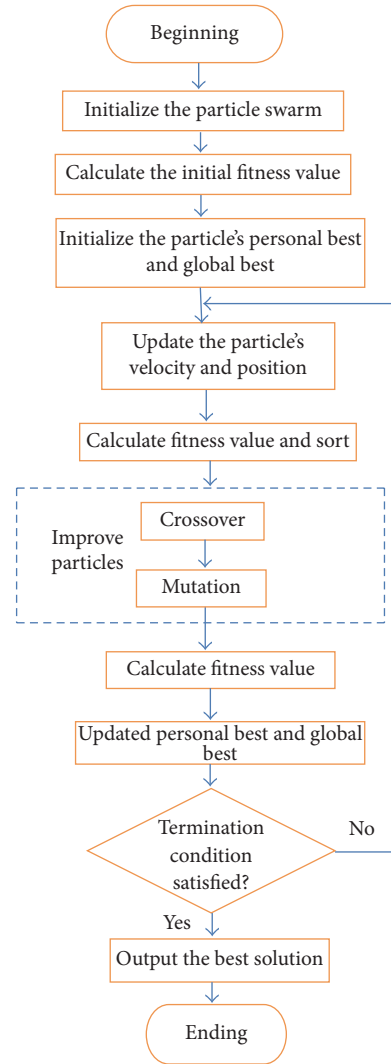 Beginning
Initialize the particle swarm
Calculate the initial fitness value
Initialize the particle's personal best
and global best
Update the particle's
velocity and position
Calculate fitness value and sort
Improve
particles
Crossover
Mutation
Calculate fitness value
Updated personal best and global
best
Termination
condition
satisfied?
No
Yes
Output the best solution
Ending